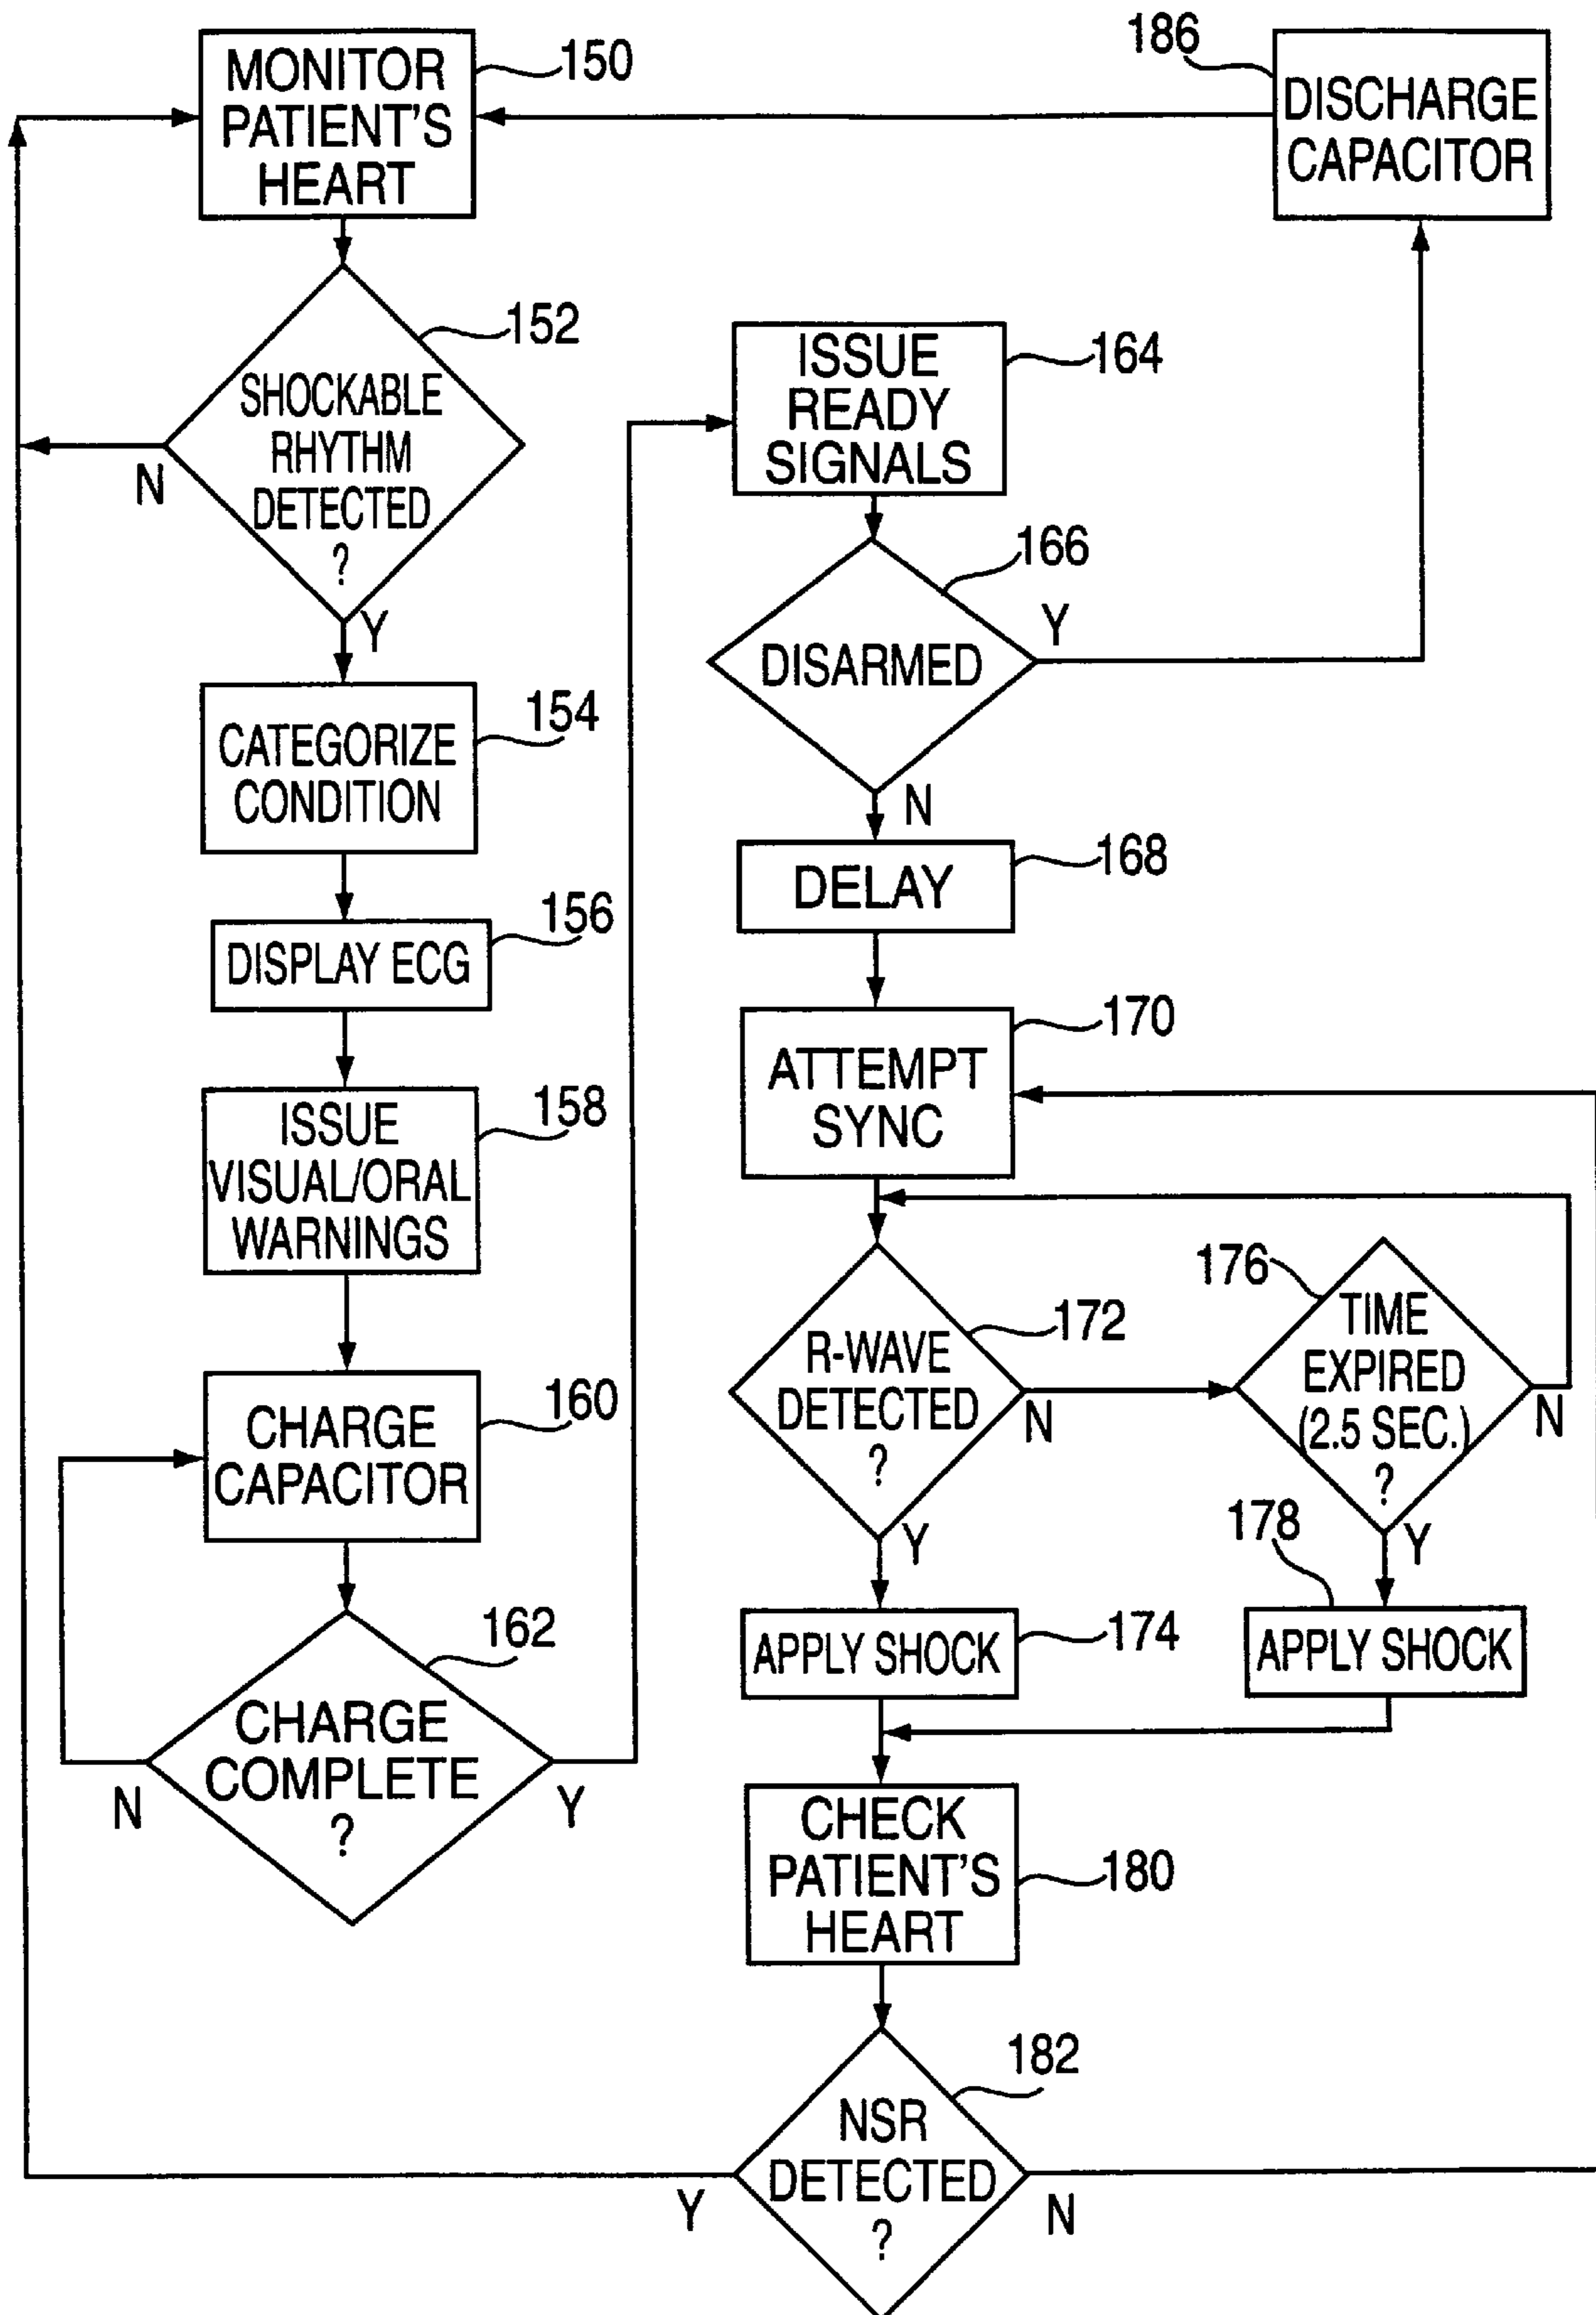 MONITOR
PATIENT'S
HEART
150
186
DISCHARGE
CAPACITOR
152
SHOCKABLE
RHYTHM
DETECTED
?
N
Y
CATEGORIZE
CONDITION
154
DISPLAY ECG
156
ISSUE
VISUAL/ORAL
WARNINGS
158
CHARGE
CAPACITOR
160
162
CHARGE
COMPLETE
?
N
Y
ISSUE
READY
SIGNALS
164
166
DISARMED
Y
N
DELAY
168
ATTEMPT
SYNC
170
R-WAVE
DETECTED
?
172
N
Y
176
TIME
EXPIRED
(2.5 SEC.)
?
N
Y
APPLY SHOCK
174
178
APPLY SHOCK
CHECK
PATIENT'S
HEART
180
182
NSR
DETECTED
?
Y
N